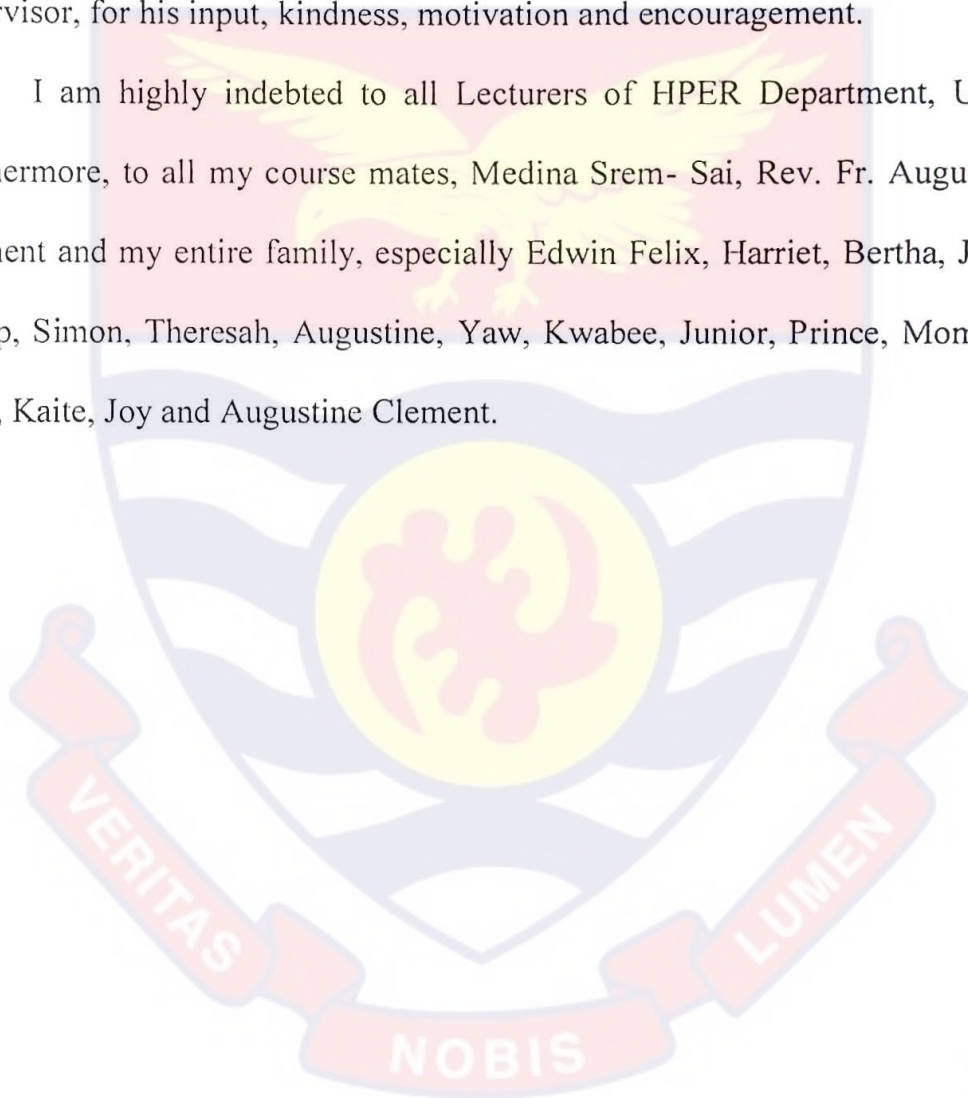 rvisor, for his input, kindness, motivation and encouragement.
I am highly indebted to all Lecturers of HPER Department, U
ermore, to all my course mates, Medina Srem- Sai, Rev. Fr. Augu
ent and my entire family, especially Edwin Felix, Harriet, Bertha, J
p, Simon, Theresah, Augustine, Yaw, Kwabee, Junior, Prince, Mom
, Kaite, Joy and Augustine Clement.
VERITAS
NOBIS
LUMEN